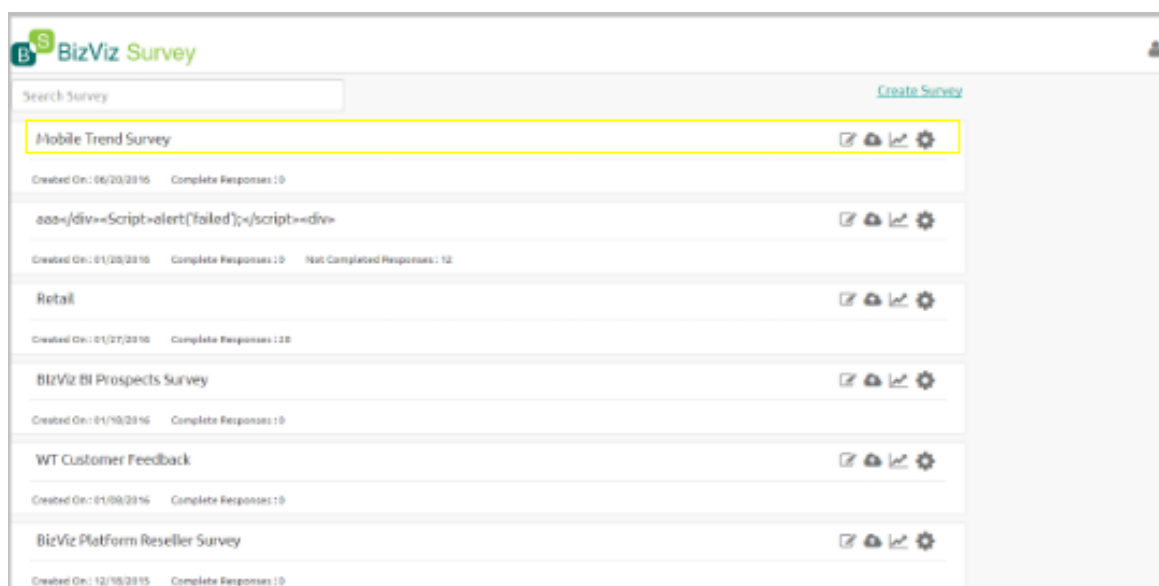 BS BizViz Survey
Search Survey
Create Survey
Mobile Trend Survey
Created On : 06/20/2016 Complete Responses : 0
aaa</div><Script>alert('failed');</script><div>
Created On : 01/28/2016 Complete Responses : 0 Not Completed Responses : 12
Retail
Created On : 01/27/2016 Complete Responses : 28
BizViz BI Prospects Survey
Created On : 01/10/2016 Complete Responses : 0
WT Customer Feedback
Created On : 01/09/2016 Complete Responses : 0
BizViz Platform Reseller Survey
Created On : 12/18/2015 Complete Responses : 0